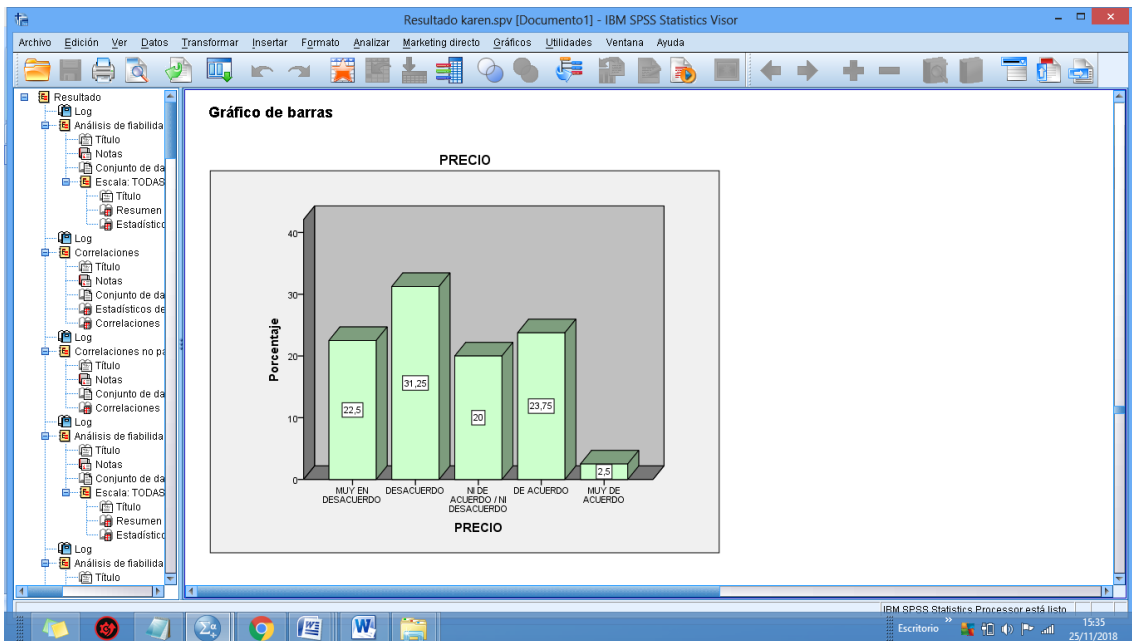 Resultado karen.spv [Documento1] - IBM SPSS Statistics Visor
Archivo Edición Ver Datos Transformar Insertar Formato Analizar Marketing directo Gráficos Utilidades Ventana Ayuda
Resultado
Log
Análisis de fiabilida
Título
Notas
Conjunto de da
Escala: TODAS
Título
Resumen
Estadístic
Log
Correlaciones
Título
Notas
Conjunto de da
Estadísticos de
Correlaciones
Log
Correlaciones no pa
Título
Notas
Conjunto de da
Correlaciones
Log
Análisis de fiabilida
Título
Notas
Conjunto de da
Escala: TODAS
Título
Resumen
Estadístic
Log
Análisis de fiabilida
Título
Gráfico de barras
PRECIO
Porcentaje
40
30
20
10
0
22,5
31,25
20
23,75
2,5
MUY EN
DESACUERDO
DESACUERDO
NI DE
ACUERDO / NI
DESACUERDO
DE ACUERDO
MUY DE
ACUERDO
PRECIO
IBM SPSS Statistics Processor está listo
Escritorio
15:35
25/11/2018